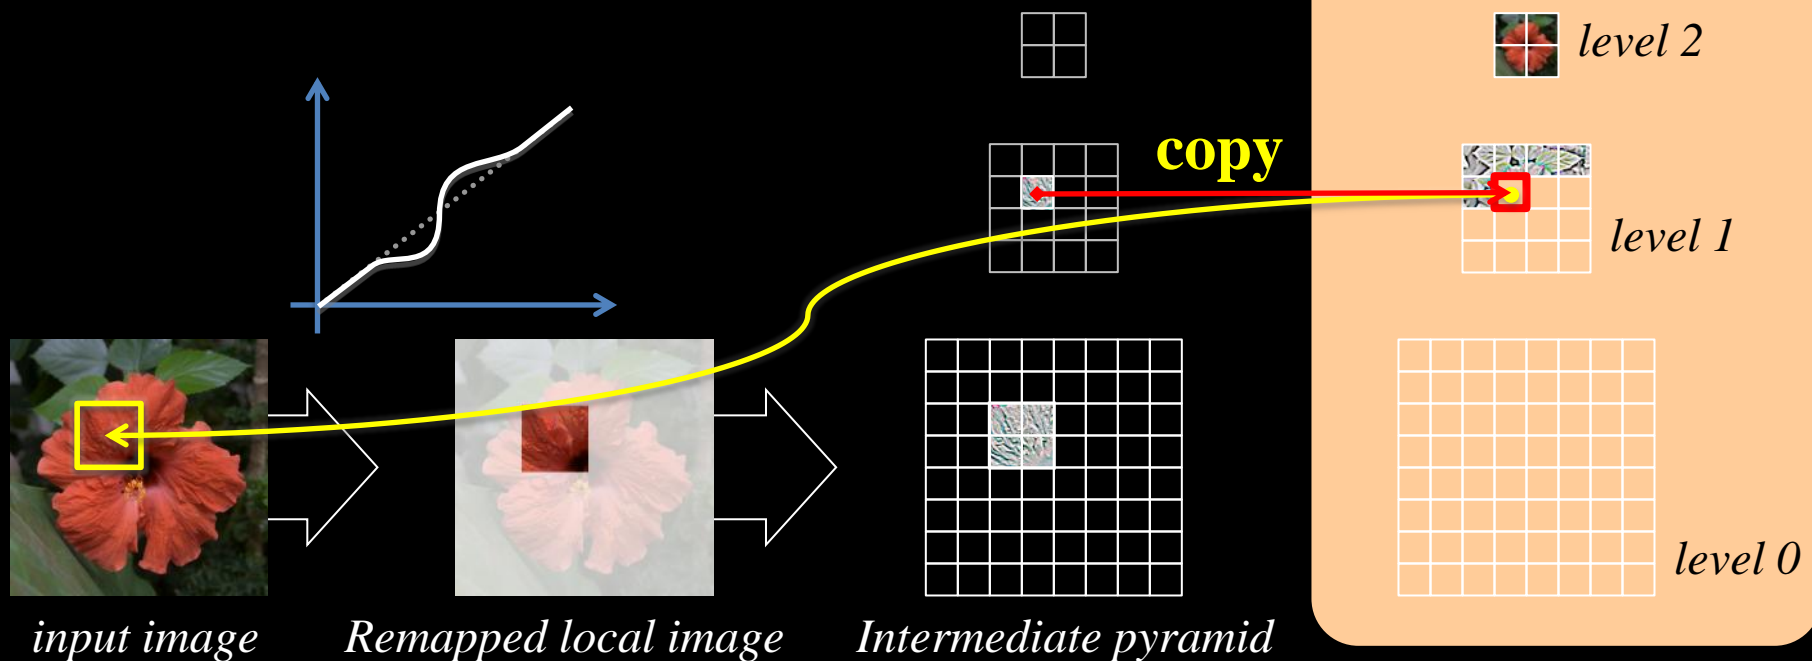 level 2
copy
level 1
level 0
input image
Remapped local image
Intermediate pyramid